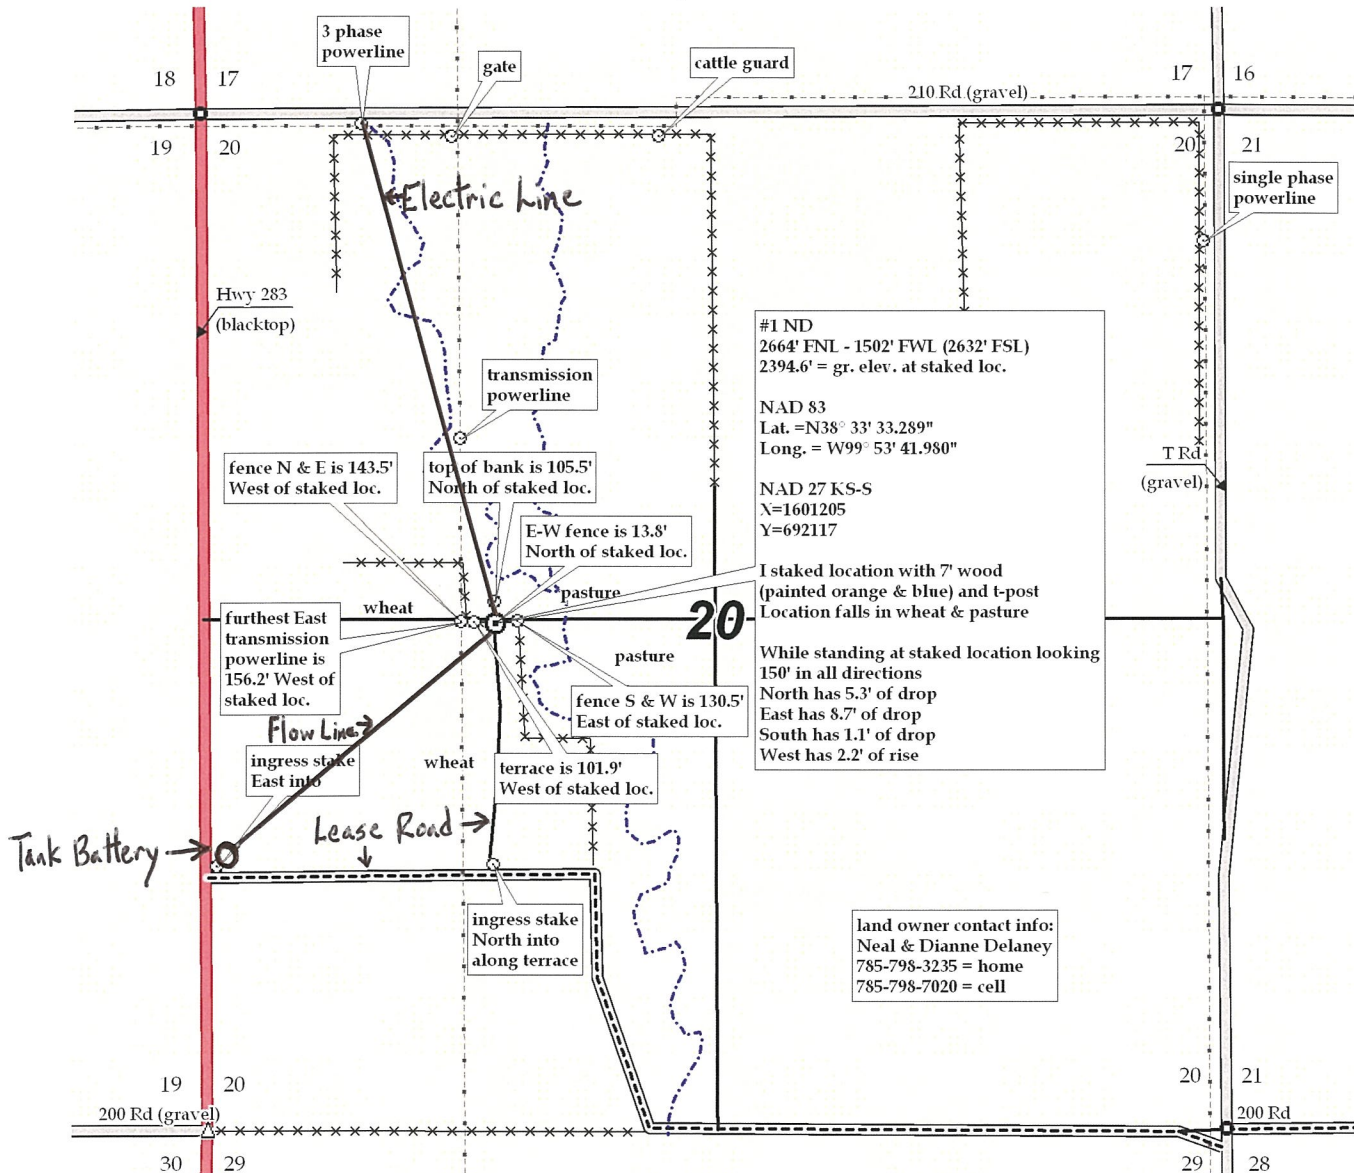 3 phase
powerline
gate
cattle guard
18
17
17
16
210 Rd (gravel)
19
20
20
21
single phase
powerline
Electric Line
Hwy 283
(blacktop)
#1 ND
2664' FNL - 1502' FWL (2632' FSL)
2394.6' = gr. elev. at staked loc.
NAD 83
Lat. =N38° 33' 33.289"
Long. = W99° 53' 41.980"
NAD 27 KS-S
X=1601205
Y=692117
I staked location with 7' wood
(painted orange & blue) and t-post
Location falls in wheat & pasture
While standing at staked location looking
150' in all directions
North has 5.3' of drop
East has 8.7' of drop
South has 1.1' of drop
West has 2.2' of rise
transmission
powerline
T Rd
(gravel)
fence N & E is 143.5'
West of staked loc.
top of bank is 105.5'
North of staked loc.
E-W fence is 13.8'
North of staked loc.
wheat
pasture
20
furthest East
transmission
powerline is
156.2' West of
staked loc.
pasture
fence S & W is 130.5'
East of staked loc.
Flow Line
ingress stake
East into
wheat
terrace is 101.9'
West of staked loc.
Lease Road
Tank Battery
ingress stake
North into
along terrace
land owner contact info:
Neal & Dianne Delaney
785-798-3235 = home
785-798-7020 = cell
19
20
20
21
200 Rd (gravel)
200 Rd
30
29
29
28